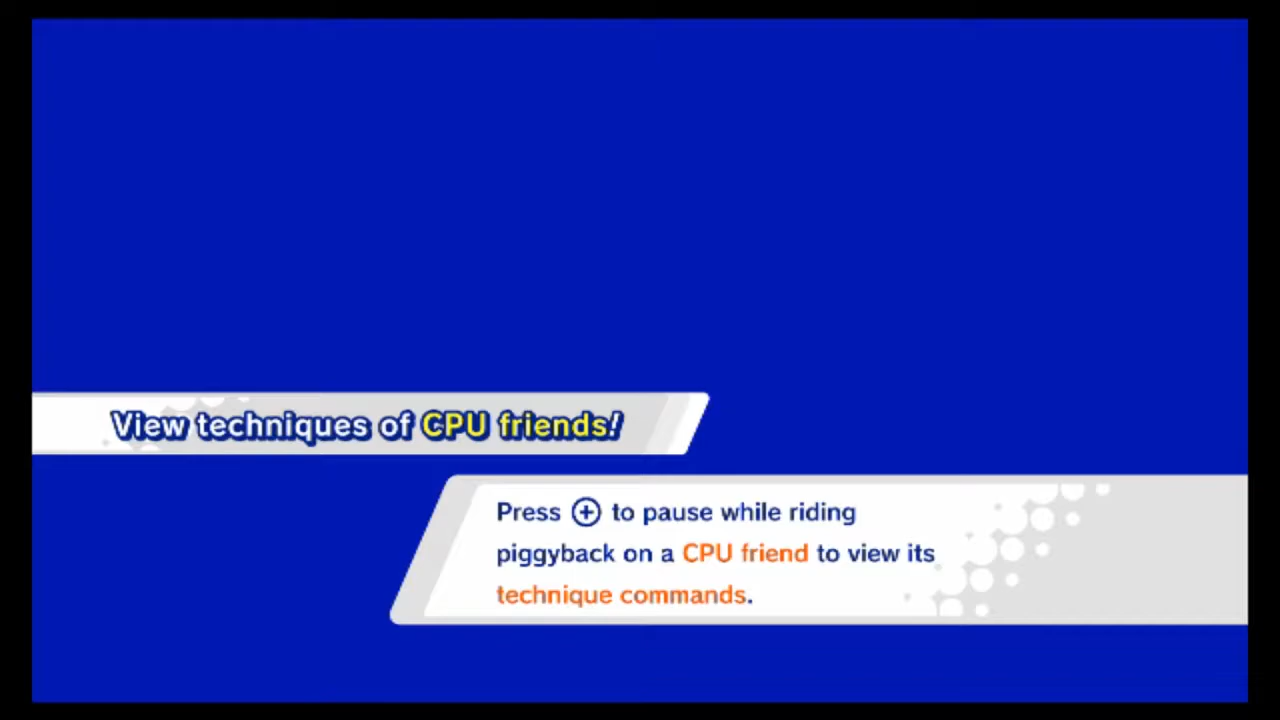 View techniques of CPU friends!
Press ⊕ to pause while riding
piggyback on a CPU friend to view its
technique commands.